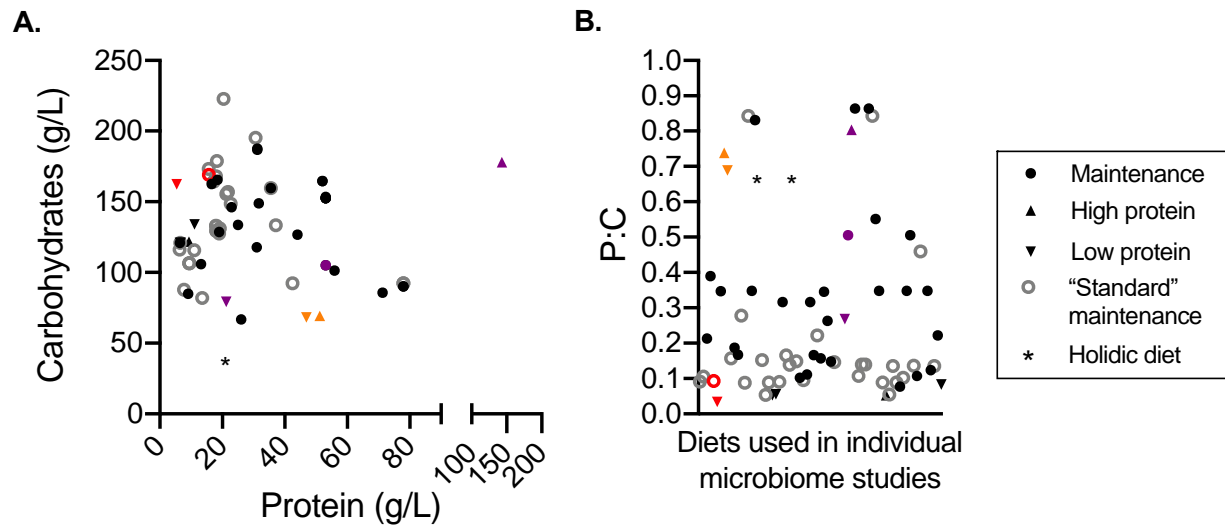 A.
Carbohydrates (g/L)
250
200
150
100
50
0
0
20
40
60
80
100
150
200
Protein (g/L)
B.
P:C
1.0
0.9
0.8
0.7
0.6
0.5
0.4
0.3
0.2
0.1
0.0
Diets used in individual
microbiome studies
Maintenance
High protein
Low protein
“Standard”
maintenance
* Holidic diet